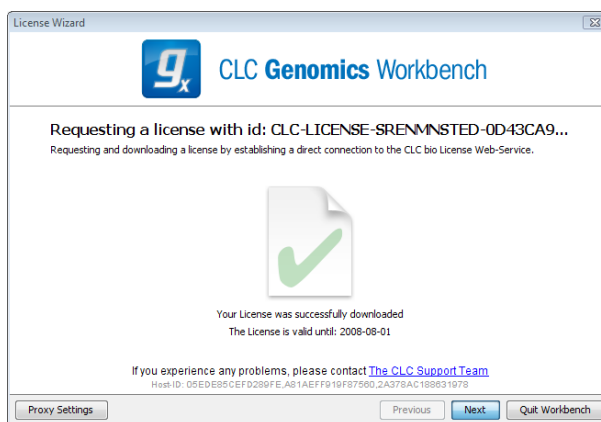 License Wizard
gx
CLC Genomics Workbench
Requesting a license with id: CLC-LICENSE-SRENMNSTED-0D43CA9...
Requesting and downloading a license by establishing a direct connection to the CLC bio License Web-Service.
Your License was successfully downloaded
The License is valid until: 2008-08-01
If you experience any problems, please contact The CLC Support Team
Host-ID: 05EDE85CEFD289FE,A81AEFF919F87560,2A378AC188631978
Proxy Settings
Previous
Next
Quit Workbench